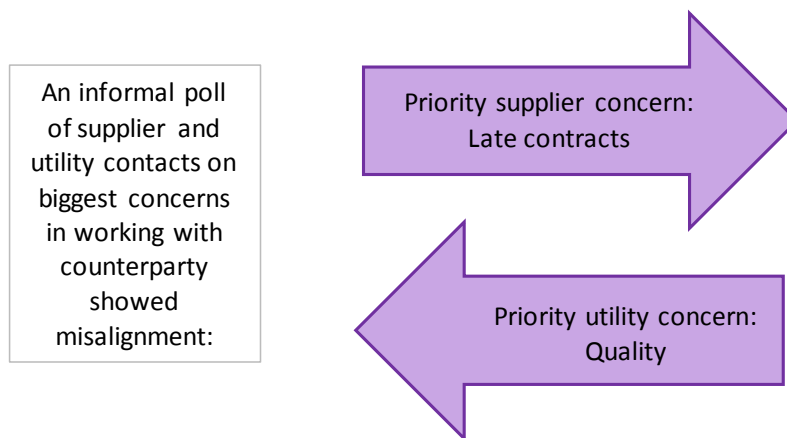 An informal poll
of supplier and
utility contacts on
biggest concerns
in working with
counterparty
showed
misalignment:
Priority supplier concern:
Late contracts
Priority utility concern:
Quality